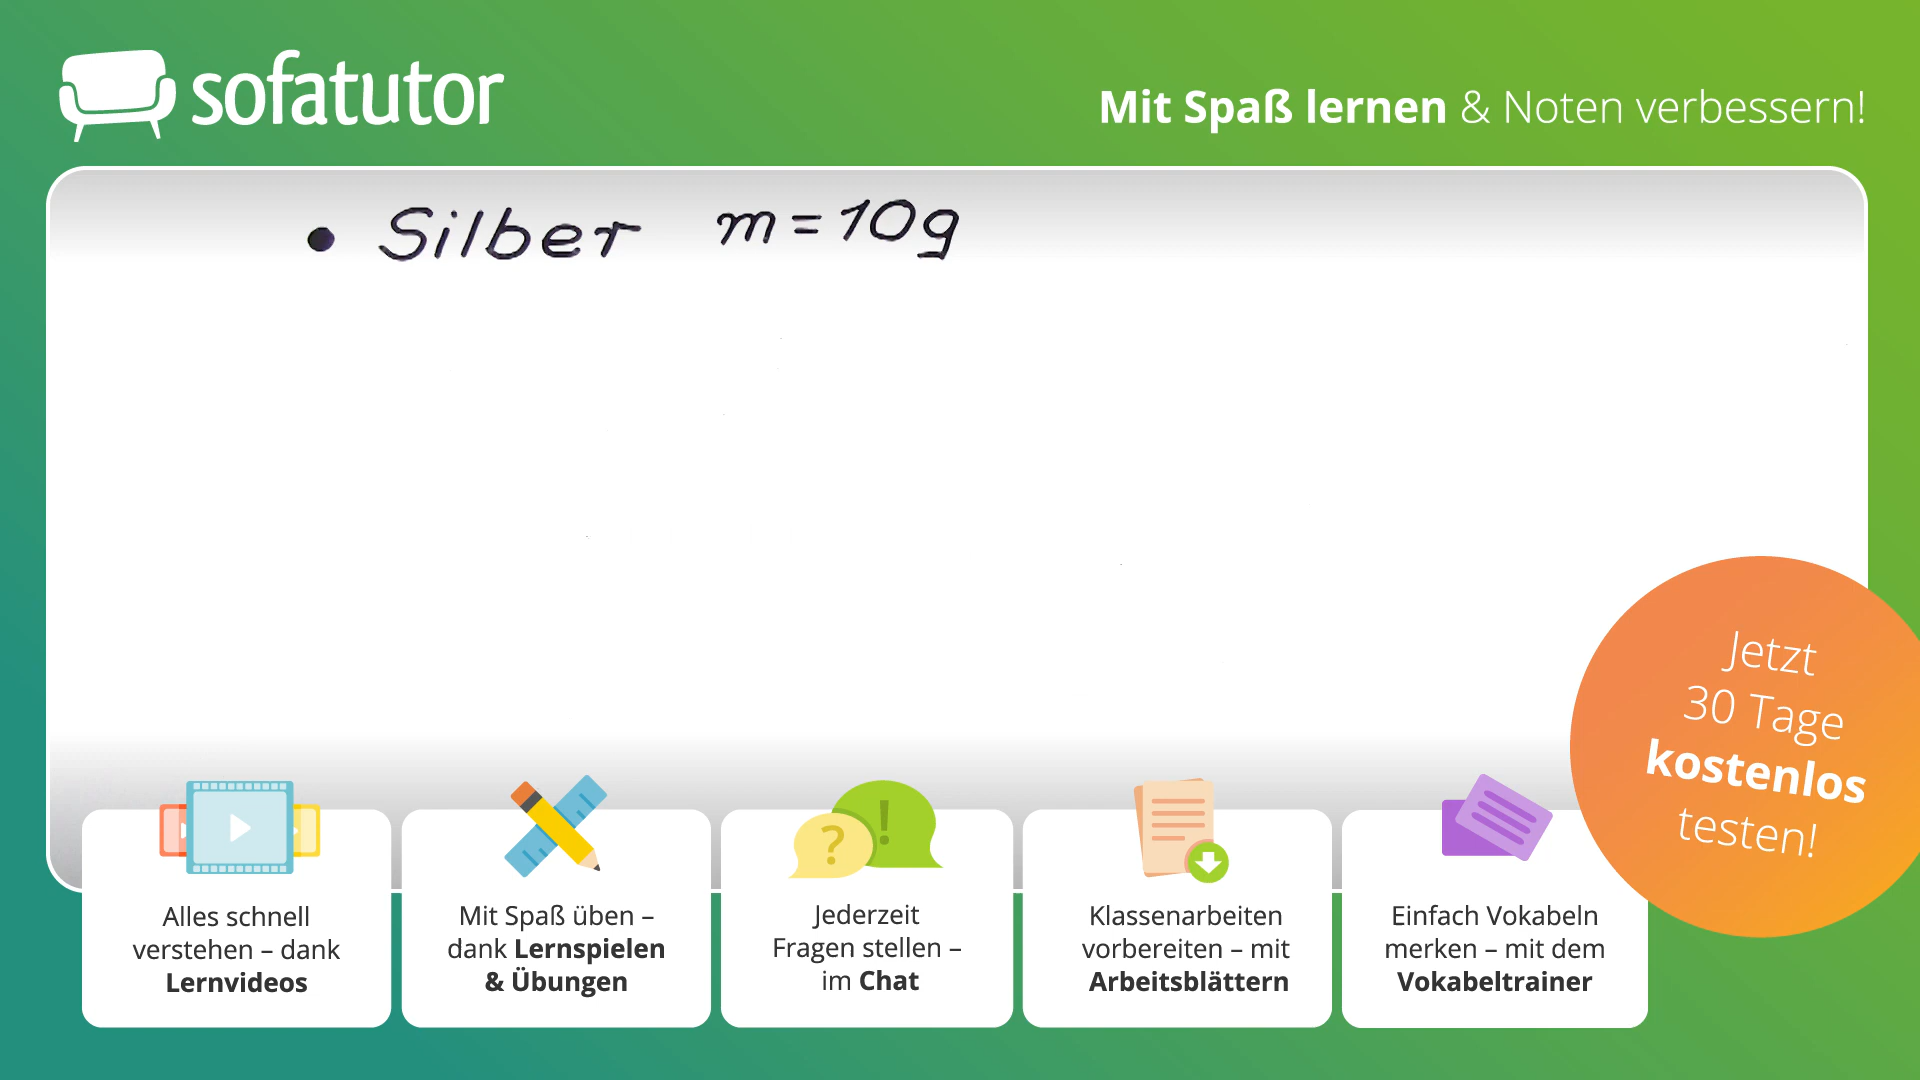 sofatutor
Mit Spaß lernen & Noten verbessern!
• Silber m = 10g
Jetzt
30 Tage
kostenlos
testen!
Alles schnell
verstehen – dank
Lernvideos
Mit Spaß üben –
dank Lernspielen
& Übungen
Jederzeit
Fragen stellen –
im Chat
Klassenarbeiten
vorbereiten – mit
Arbeitsblättern
Einfach Vokabeln
merken – mit dem
Vokabeltrainer